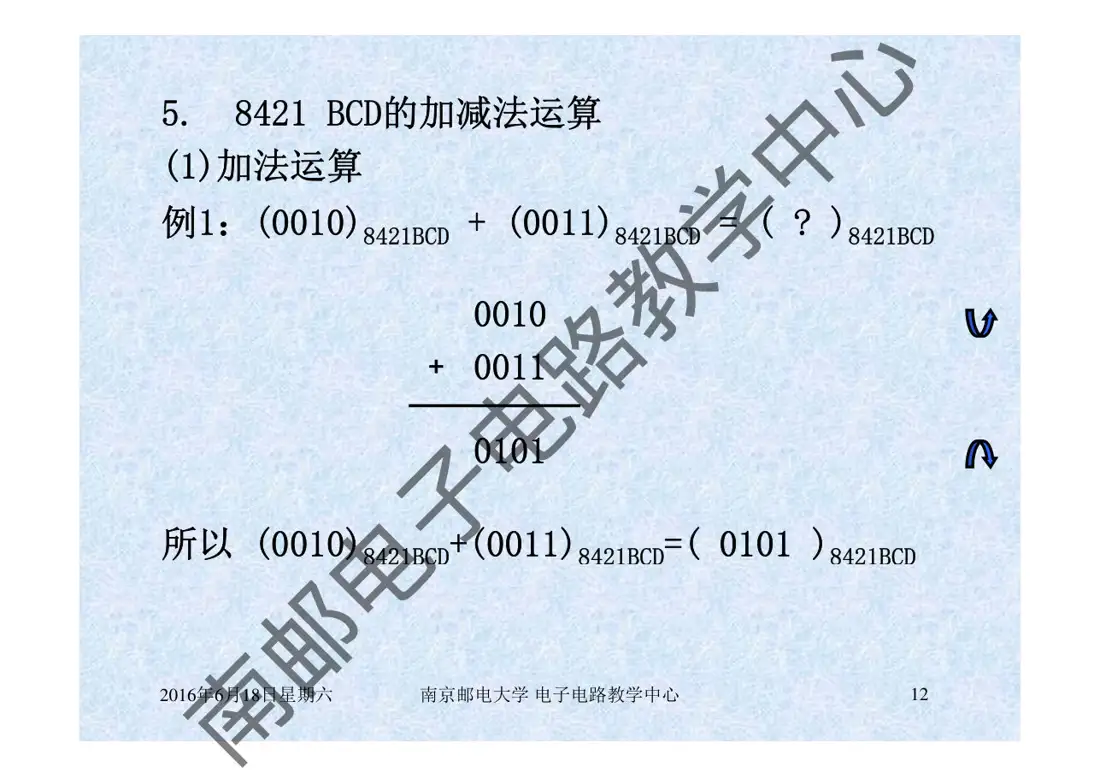 5. 8421 BCD的加减法运算
(1)加法运算
例1：(0010)8421BCD + (0011)8421BCD = ( ? )8421BCD
0010
+ 0011
0101
所以 (0010)8421BCD+(0011)8421BCD=( 0101 )8421BCD
南邮电子电路教学中心
2016年6月18日星期六 南京邮电大学 电子电路教学中心 12